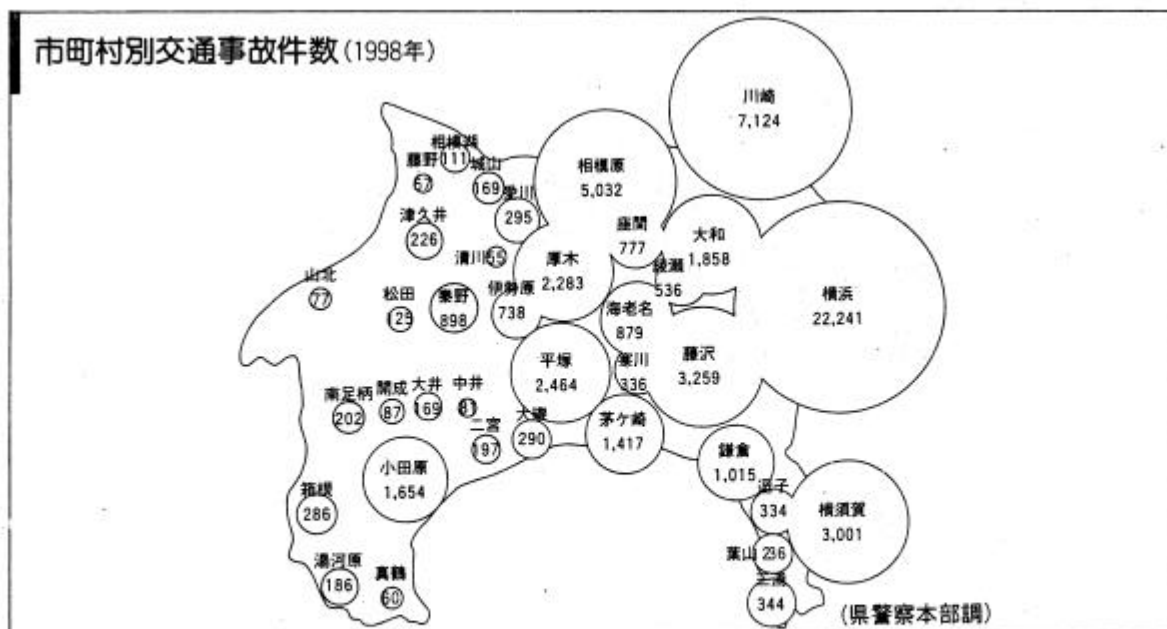 市町村別交通事故件数(1998年)
川崎
7,124
相模湖
111
藤野
57
城山
169
相模原
5,032
愛川
295
津久井
226
座間
777
大和
1,858
清川
55
厚木
2,283
綾瀬
536
横浜
22,241
山北
77
松田
125
秦野
898
伊勢原
738
海老名
879
平塚
2,464
寒川
336
藤沢
3,259
南足柄
202
開成
87
大井
169
中井
81
二宮
197
大磯
290
茅ケ崎
1,417
小田原
1,654
鎌倉
1,015
箱根
286
逗子
334
横須賀
3,001
葉山
236
湯河原
186
真鶴
60
三浦
344
(県警察本部調)